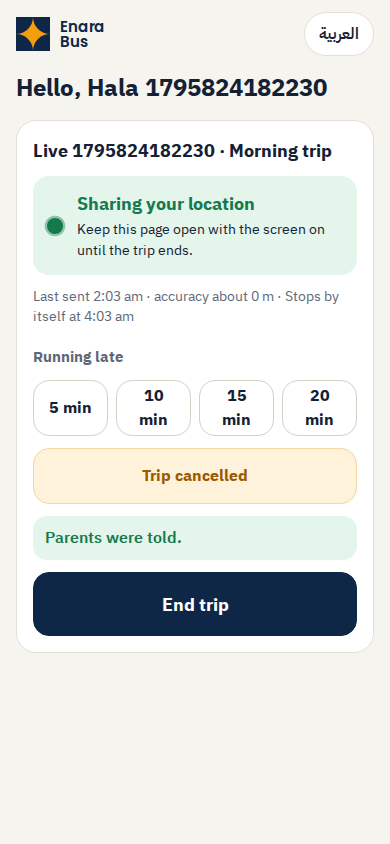 Enara
Bus
العربية
Hello, Hala 1795824182230
Live 1795824182230 · Morning trip
Sharing your location
Keep this page open with the screen on
until the trip ends.
Last sent 2:03 am · accuracy about 0 m · Stops by
itself at 4:03 am
Running late
5 min
10
min
15
min
20
min
Trip cancelled
Parents were told.
End trip